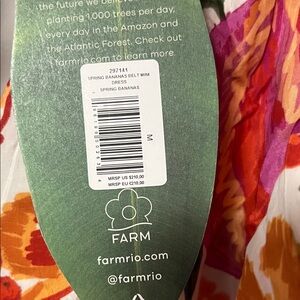 the future we believe
planting 1,000 trees per day,
every day in the Amazon and
the Atlantic Forest. Check out
farmrio.com to learn more.
297141
SPRING BANANAS BELT MINI
DRESS
SPRING BANANAS
M
MRSP US $210,00
MRSP EU €210,00
FARM
farmrio.com
@farmrio